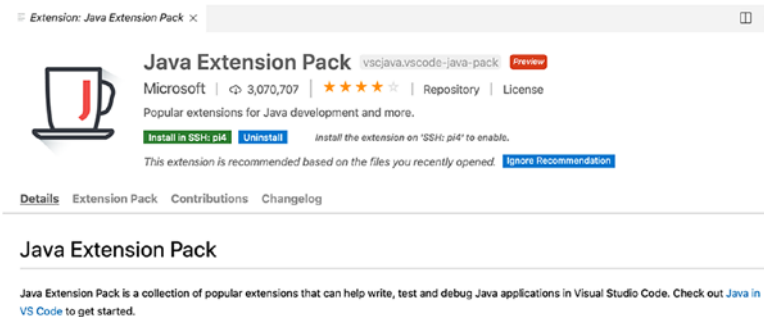 Extension: Java Extension Pack ×
Java Extension Pack vscjava.vscode-java-pack Preview
Microsoft | 3,070,707 | ★★★★☆ | Repository | License
Popular extensions for Java development and more.
Install in SSH: pi4 Uninstall Install the extension on 'SSH: pi4' to enable.
This extension is recommended based on the files you recently opened. Ignore Recommendation
Details Extension Pack Contributions Changelog
Java Extension Pack
Java Extension Pack is a collection of popular extensions that can help write, test and debug Java applications in Visual Studio Code. Check out Java in
VS Code to get started.